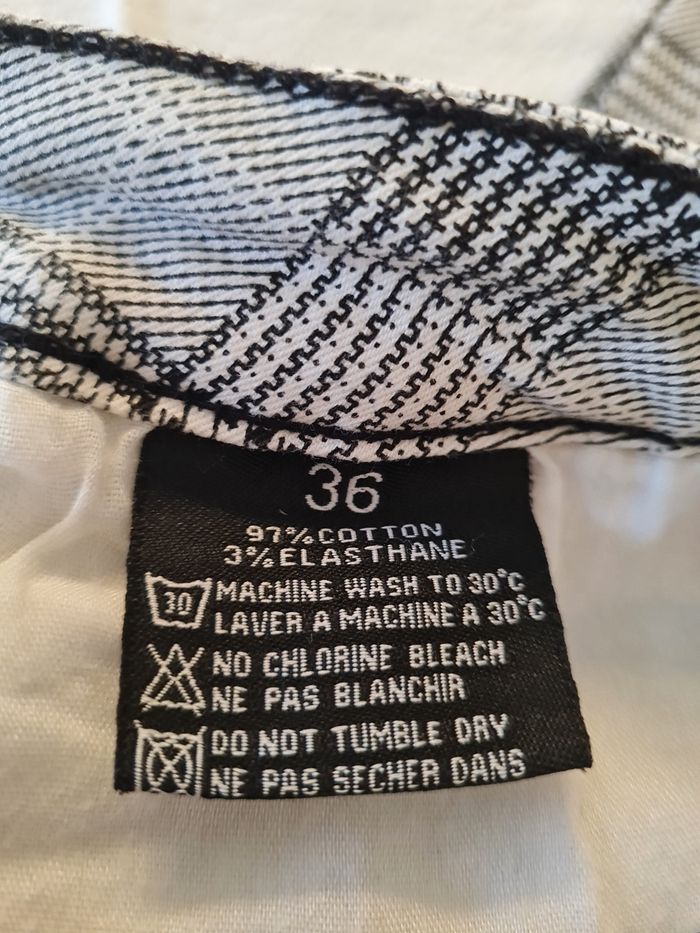 36
97%COTTON
3%ELASTHANE
30 MACHINE WASH TO 30°C
LAVER A MACHINE A 30°C
NO CHLORINE BLEACH
NE PAS BLANCHIR
DO NOT TUMBLE DRY
NE PAS SECHER DANS